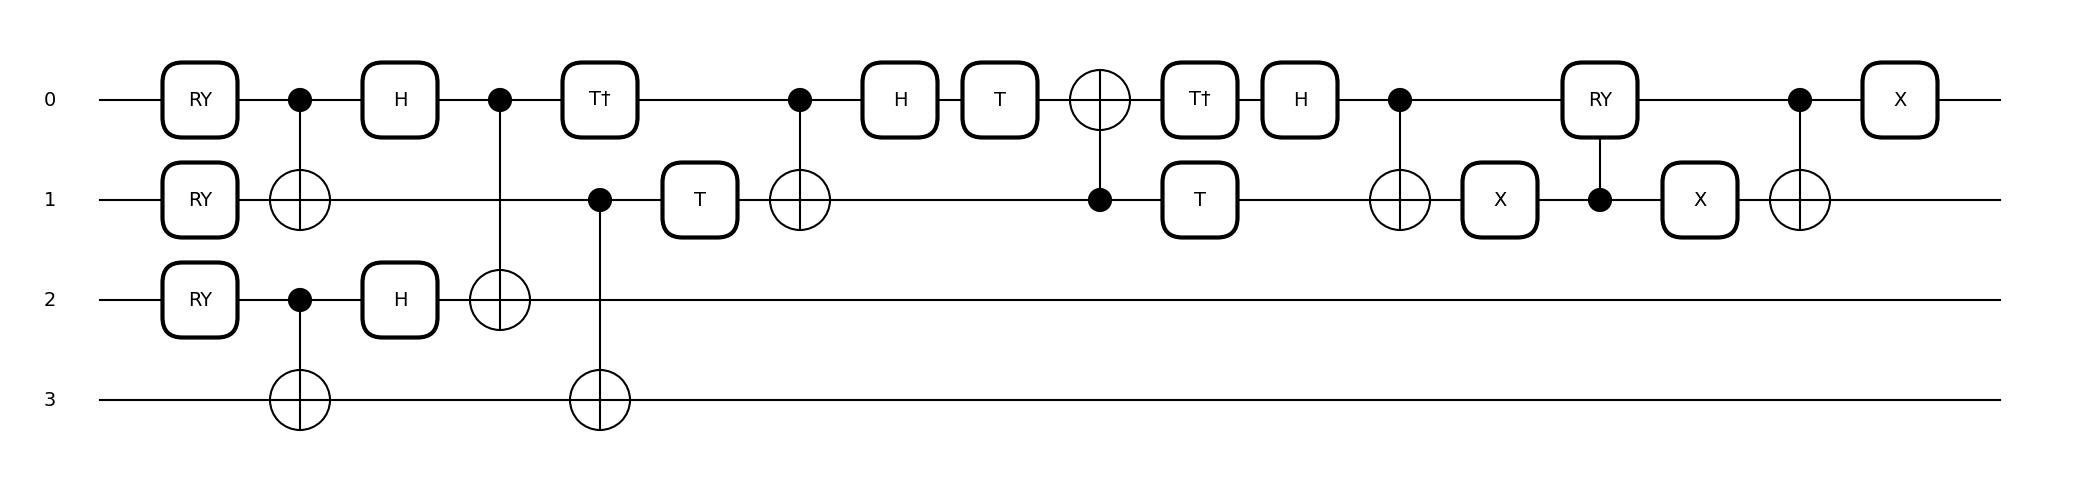 0 RY H T† H T T† H RY X
1 RY T T X X
2 RY H
3